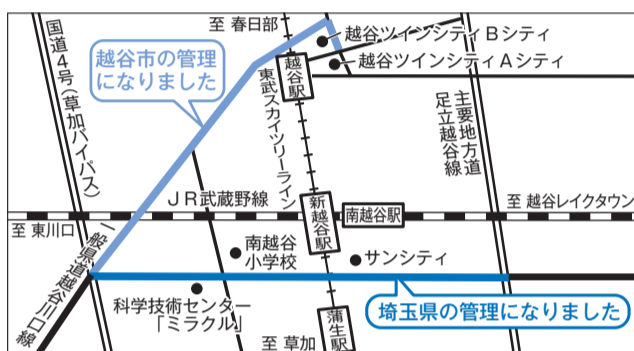 至 春日部
越谷ツインシティBシティ
越谷ツインシティAシティ
国道4号(草加バイパス)
越谷市の管理
になりました
越谷駅
東武スカイツリーライン
主要地方道
足立越谷線
JR武蔵野線
新越谷駅
南越谷駅
至 越谷レイクタウン
至 東川口
一般県道越谷川口線
南越谷
小学校
サンシティ
科学技術センター
「ミラクル」
埼玉県の管理になりました
至 草加
蒲生駅